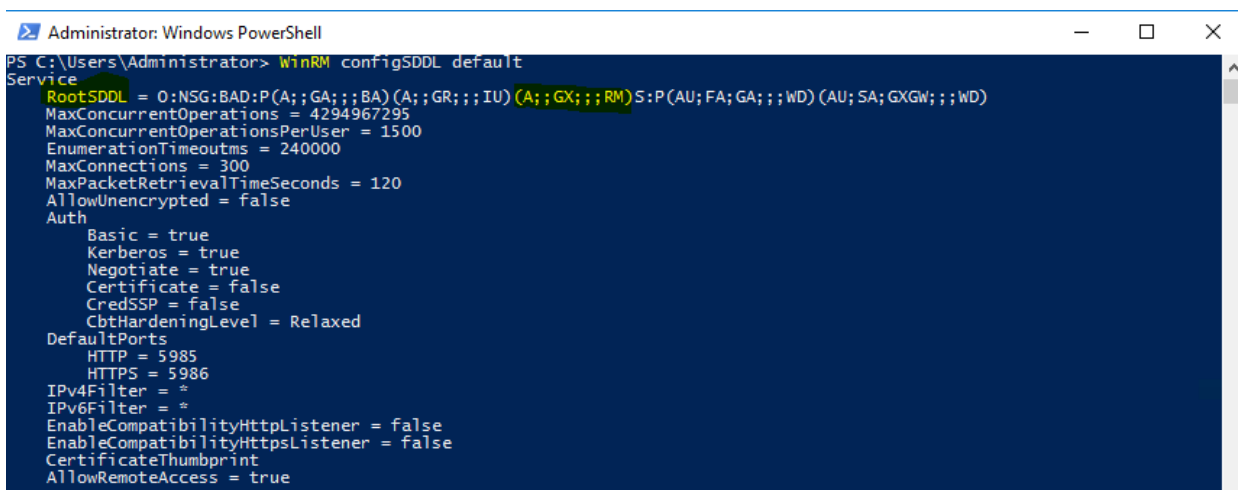 Administrator: Windows PowerShell
PS C:\Users\Administrator> WinRM configSDDL default
Service
    RootSDDL = O:NSG:BAD:P(A;;GA;;;BA)(A;;GR;;;IU)(A;;GX;;;RM)S:P(AU;FA;GA;;;WD)(AU;SA;GXGW;;;WD)
    MaxConcurrentOperations = 4294967295
    MaxConcurrentOperationsPerUser = 1500
    EnumerationTimeoutms = 240000
    MaxConnections = 300
    MaxPacketRetrievalTimeSeconds = 120
    AllowUnencrypted = false
    Auth
        Basic = true
        Kerberos = true
        Negotiate = true
        Certificate = false
        CredSSP = false
        CbtHardeningLevel = Relaxed
    DefaultPorts
        HTTP = 5985
        HTTPS = 5986
    IPv4Filter = *
    IPv6Filter = *
    EnableCompatibilityHttpListener = false
    EnableCompatibilityHttpsListener = false
    CertificateThumbprint
    AllowRemoteAccess = true